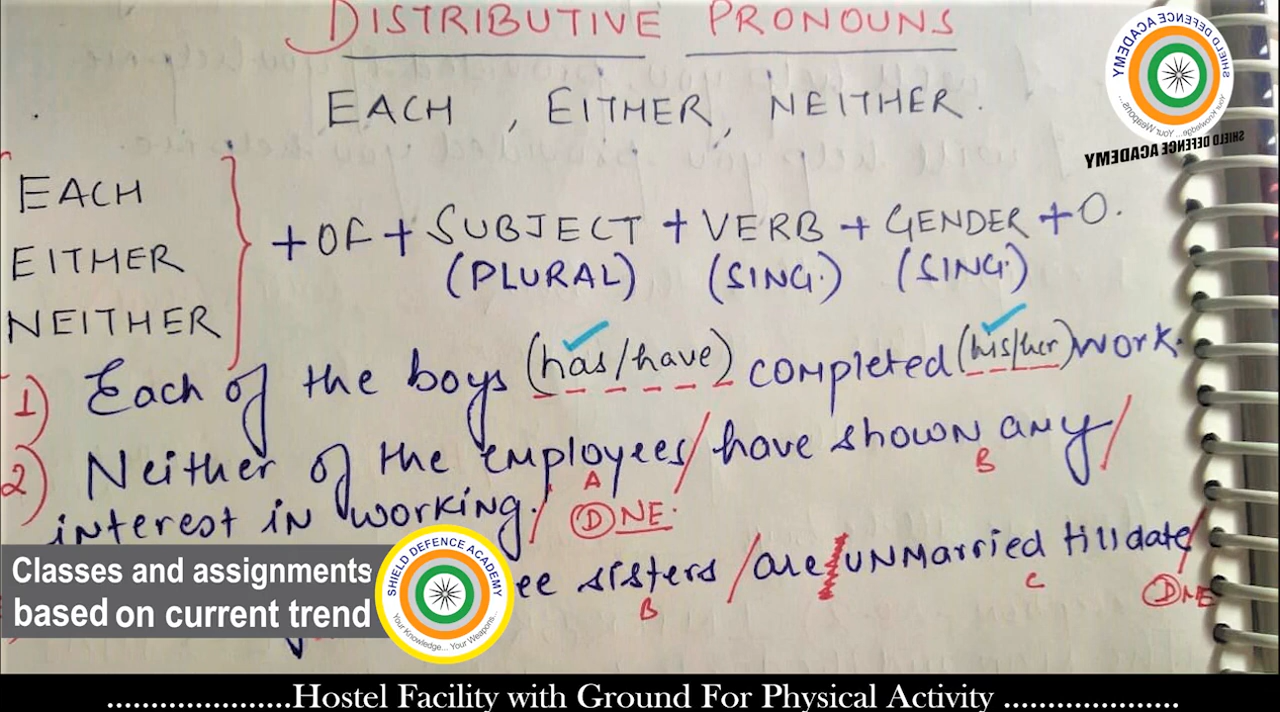 DISTRIBUTIVE PRONOUNS
EACH, EITHER, NEITHER.
SHIELD DEFENCE ACADEMY
Your Knowledge... Your Weapons...
SHIELD DEFENCE ACADEMY
EACH
EITHER
NEITHER
+ OF + SUBJECT + VERB + GENDER + O.
(PLURAL) (SING.) (SING.)
1) Each of the boys (has/have) completed (his/her) work.
2) Neither of the employees/ have shown any/
A B
interest in working./ (D) NE.
ee sisters /are unmarried till date/
B C (D) NE
Classes and assignments
based on current trend
SHIELD DEFENCE ACADEMY
Your Knowledge... Your Weapons...
.....................Hostel Facility with Ground For Physical Activity ....................